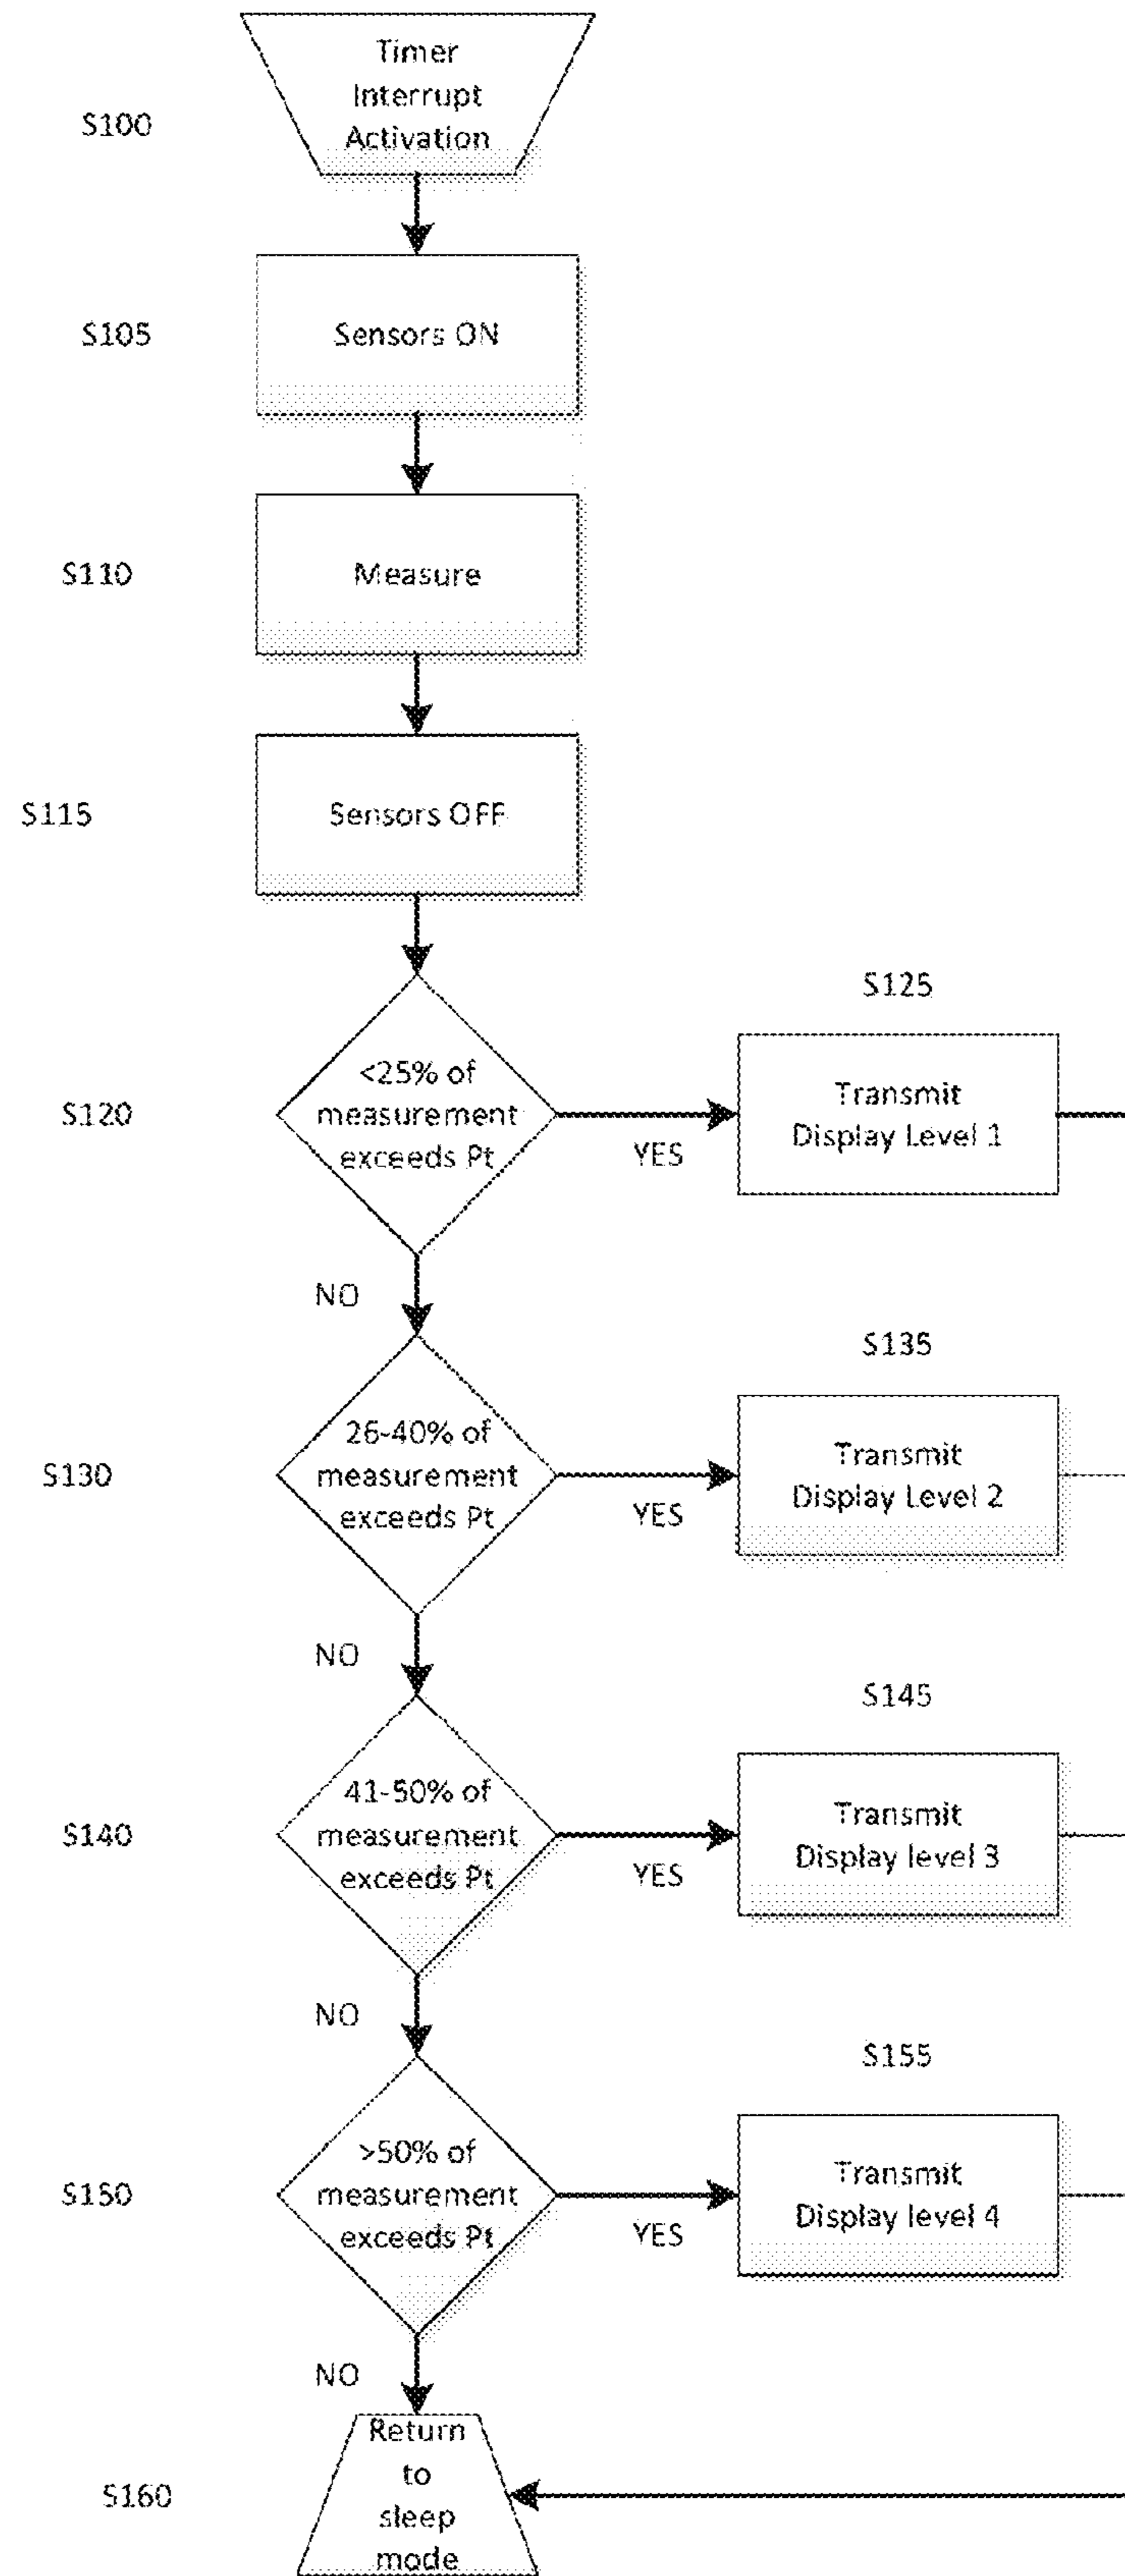 Timer
Interrupt
Activation
S100
Sensors ON
S105
Measure
S110
Sensors OFF
S115
S125
<25% of
measurement
exceeds Pt
S120
YES
Transmit
Display Level 1
NO
S135
26-40% of
measurement
exceeds Pt
S130
YES
Transmit
Display Level 2
NO
S145
41-50% of
measurement
exceeds Pt
S140
YES
Transmit
Display level 3
NO
S155
>50% of
measurement
exceeds Pt
S150
YES
Transmit
Display level 4
NO
Return
to
sleep
mode
S160